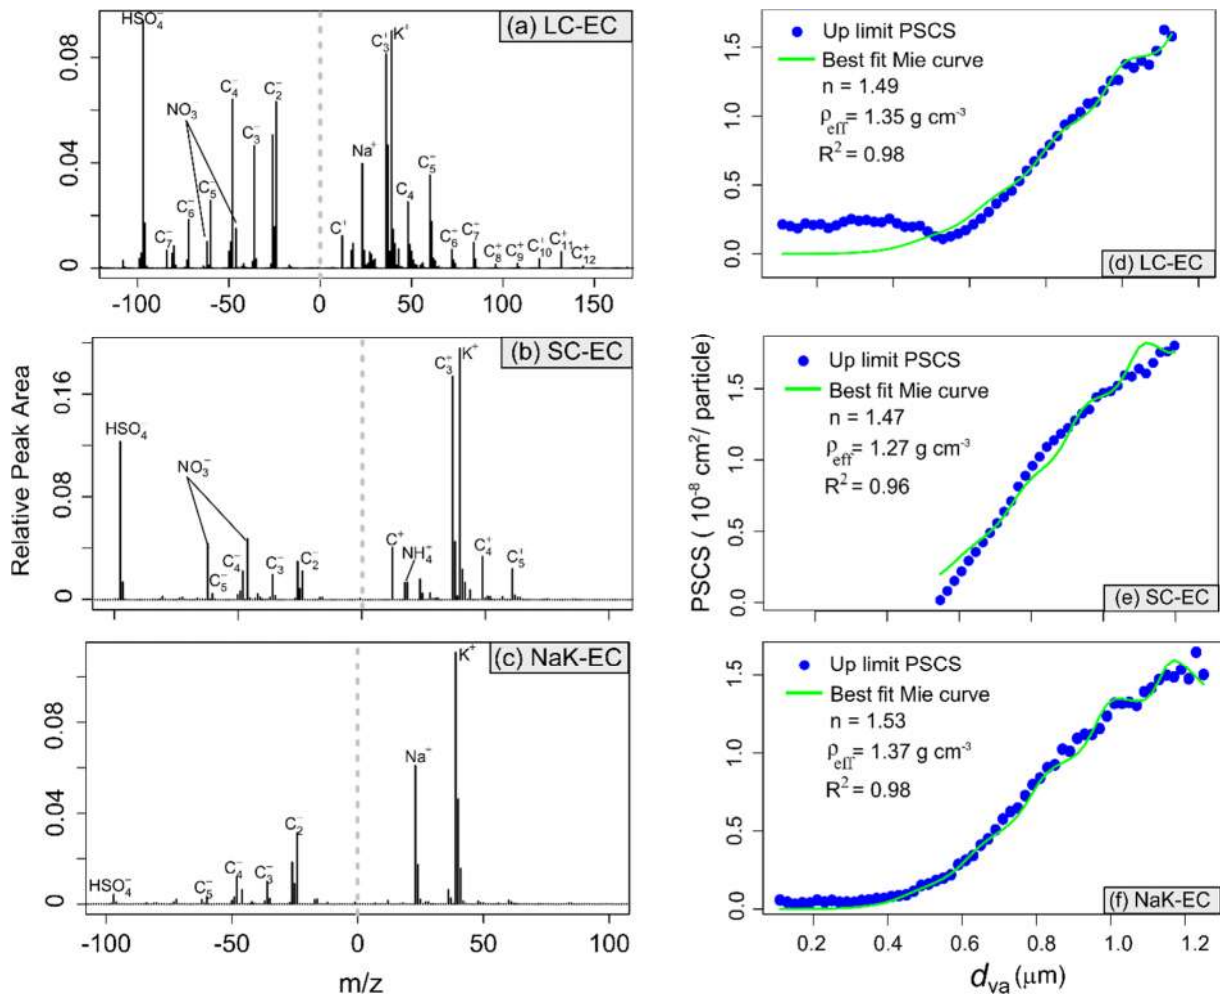 (a) LC-EC
HSO₄⁻
NO₃
C₇⁻
C₆⁻
C₅⁻
C₄⁻
C₃⁻
C₂⁻
C⁺
Na⁺
C₃⁺
K⁺
C₄
C₅⁻
C₆⁻
C₇⁻
C₈⁺
C₉⁺
C₁₀⁺
C₁₁⁺
C₁₂⁺
0.08
0.04
0
-100 -50 0 50 100 150
(b) SC-EC
HSO₄
NO₃⁻
C₅⁻
C₄⁻
C₃⁻
C₂⁻
C⁺
NH₄⁻
C₃⁺
K⁺
C₄⁺
C₅⁺
0.16
0.08
0
Relative Peak Area
(c) NaK-EC
HSO₄⁻
C₅⁻
C₄⁻
C₃⁻
C₂⁻
Na⁻
K⁺
0.08
0.04
0
-100 -50 0 50 100
m/z
Up limit PSCS
Best fit Mie curve
n = 1.49
ρeff = 1.35 g cm⁻³
R² = 0.98
1.5
1.0
0.5
0.0
(d) LC-EC
Up limit PSCS
Best fit Mie curve
n = 1.47
ρeff = 1.27 g cm⁻³
R² = 0.96
1.5
1.0
0.5
0.0
(e) SC-EC
PSCS ( 10⁻⁸ cm²/ particle)
Up limit PSCS
Best fit Mie curve
n = 1.53
ρeff = 1.37 g cm⁻³
R² = 0.98
1.5
1.0
0.5
0.0
(f) NaK-EC
0.2 0.4 0.6 0.8 1.0 1.2
dva (μm)